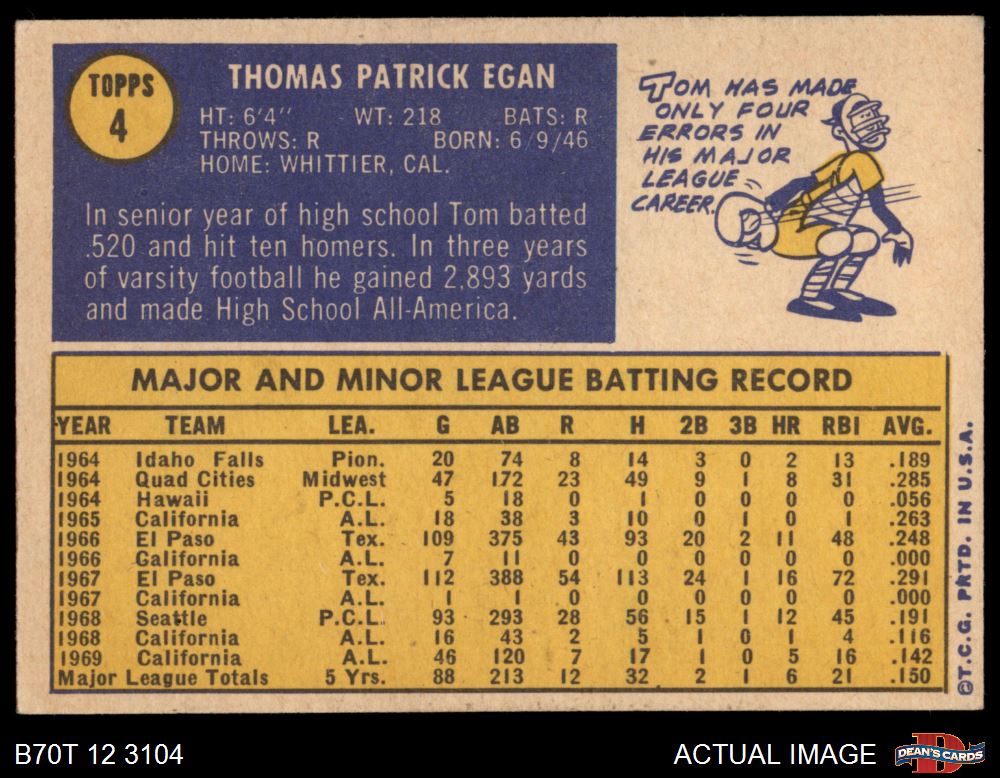 TOPPS
4
THOMAS PATRICK EGAN
HT: 6'4'' WT: 218 BATS: R
THROWS: R BORN: 6/9/46
HOME: WHITTIER, CAL.
In senior year of high school Tom batted
.520 and hit ten homers. In three years
of varsity football he gained 2,893 yards
and made High School All-America.
TOM HAS MADE
ONLY FOUR
ERRORS IN
HIS MAJOR
LEAGUE
CAREER.
MAJOR AND MINOR LEAGUE BATTING RECORD
YEAR TEAM LEA. G AB R H 2B 3B HR RBI AVG.
1964 Idaho Falls Pion. 20 74 8 14 3 0 2 13 .189
1964 Quad Cities Midwest 47 172 23 49 9 1 8 31 .285
1964 Hawaii P.C.L. 5 18 0 1 0 0 0 0 .056
1965 California A.L. 18 38 3 10 0 1 0 1 .263
1966 El Paso Tex. 109 375 43 93 20 2 11 48 .248
1966 California A.L. 7 11 0 0 0 0 0 0 .000
1967 El Paso Tex. 112 388 54 113 24 1 16 72 .291
1967 California A.L. 1 1 0 0 0 0 0 0 .000
1968 Seattle P.C.L. 93 293 28 56 15 1 12 45 .191
1968 California A.L. 16 43 2 5 1 0 1 4 .116
1969 California A.L. 46 120 7 17 1 0 5 16 .142
Major League Totals 5 Yrs. 88 213 12 32 2 1 6 21 .150
©T.C.G. PRTD. IN U.S.A.
B70T 12 3104
ACTUAL IMAGE
D
DEAN'S CARDS